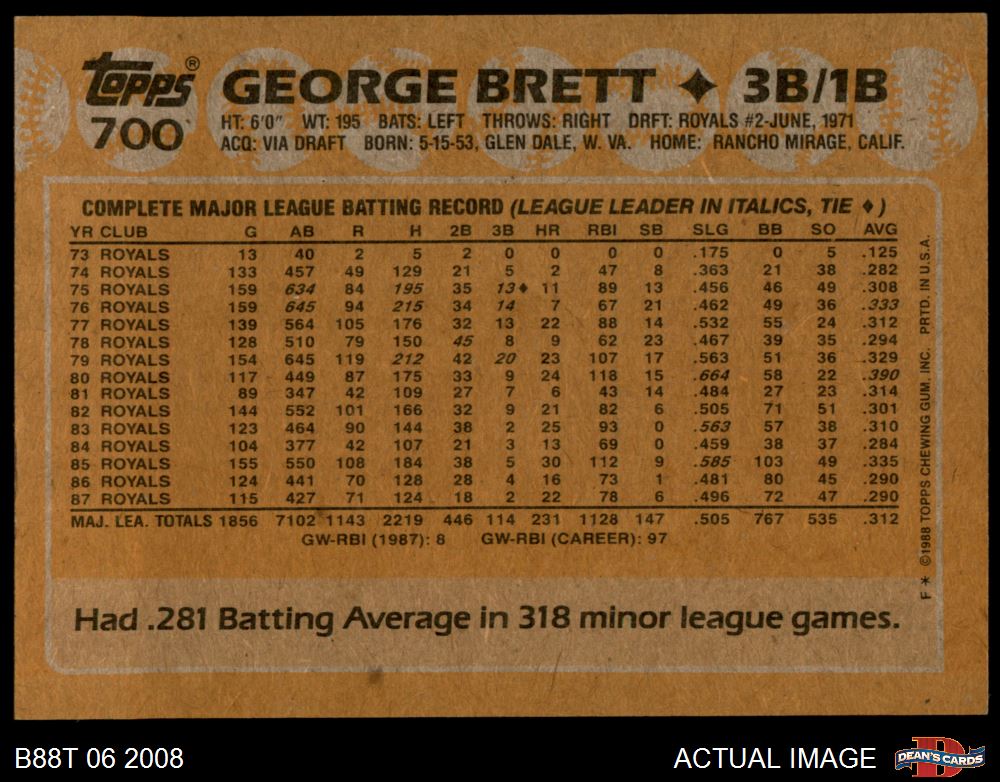 topps®
700
GEORGE BRETT ✦ 3B/1B
HT: 6'0" WT: 195 BATS: LEFT THROWS: RIGHT DRFT: ROYALS #2-JUNE, 1971
ACQ: VIA DRAFT BORN: 5-15-53, GLEN DALE, W. VA. HOME: RANCHO MIRAGE, CALIF.
COMPLETE MAJOR LEAGUE BATTING RECORD (LEAGUE LEADER IN ITALICS, TIE ♦)
YR CLUB G AB R H 2B 3B HR RBI SB SLG BB SO AVG
73 ROYALS 13 40 2 5 2 0 0 0 0 .175 0 5 .125
74 ROYALS 133 457 49 129 21 5 2 47 8 .363 21 38 .282
75 ROYALS 159 634 84 195 35 13♦ 11 89 13 .456 46 49 .308
76 ROYALS 159 645 94 215 34 14 7 67 21 .462 49 36 .333
77 ROYALS 139 564 105 176 32 13 22 88 14 .532 55 24 .312
78 ROYALS 128 510 79 150 45 8 9 62 23 .467 39 35 .294
79 ROYALS 154 645 119 212 42 20 23 107 17 .563 51 36 .329
80 ROYALS 117 449 87 175 33 9 24 118 15 .664 58 22 .390
81 ROYALS 89 347 42 109 27 7 6 43 14 .484 27 23 .314
82 ROYALS 144 552 101 166 32 9 21 82 6 .505 71 51 .301
83 ROYALS 123 464 90 144 38 2 25 93 0 .563 57 38 .310
84 ROYALS 104 377 42 107 21 3 13 69 0 .459 38 37 .284
85 ROYALS 155 550 108 184 38 5 30 112 9 .585 103 49 .335
86 ROYALS 124 441 70 128 28 4 16 73 1 .481 80 45 .290
87 ROYALS 115 427 71 124 18 2 22 78 6 .496 72 47 .290
MAJ. LEA. TOTALS 1856 7102 1143 2219 446 114 231 1128 147 .505 767 535 .312
GW-RBI (1987): 8 GW-RBI (CAREER): 97
F * ©1988 TOPPS CHEWING GUM, INC. PRTD. IN U.S.A.
Had .281 Batting Average in 318 minor league games.
B88T 06 2008
ACTUAL IMAGE
D
DEAN'S CARDS